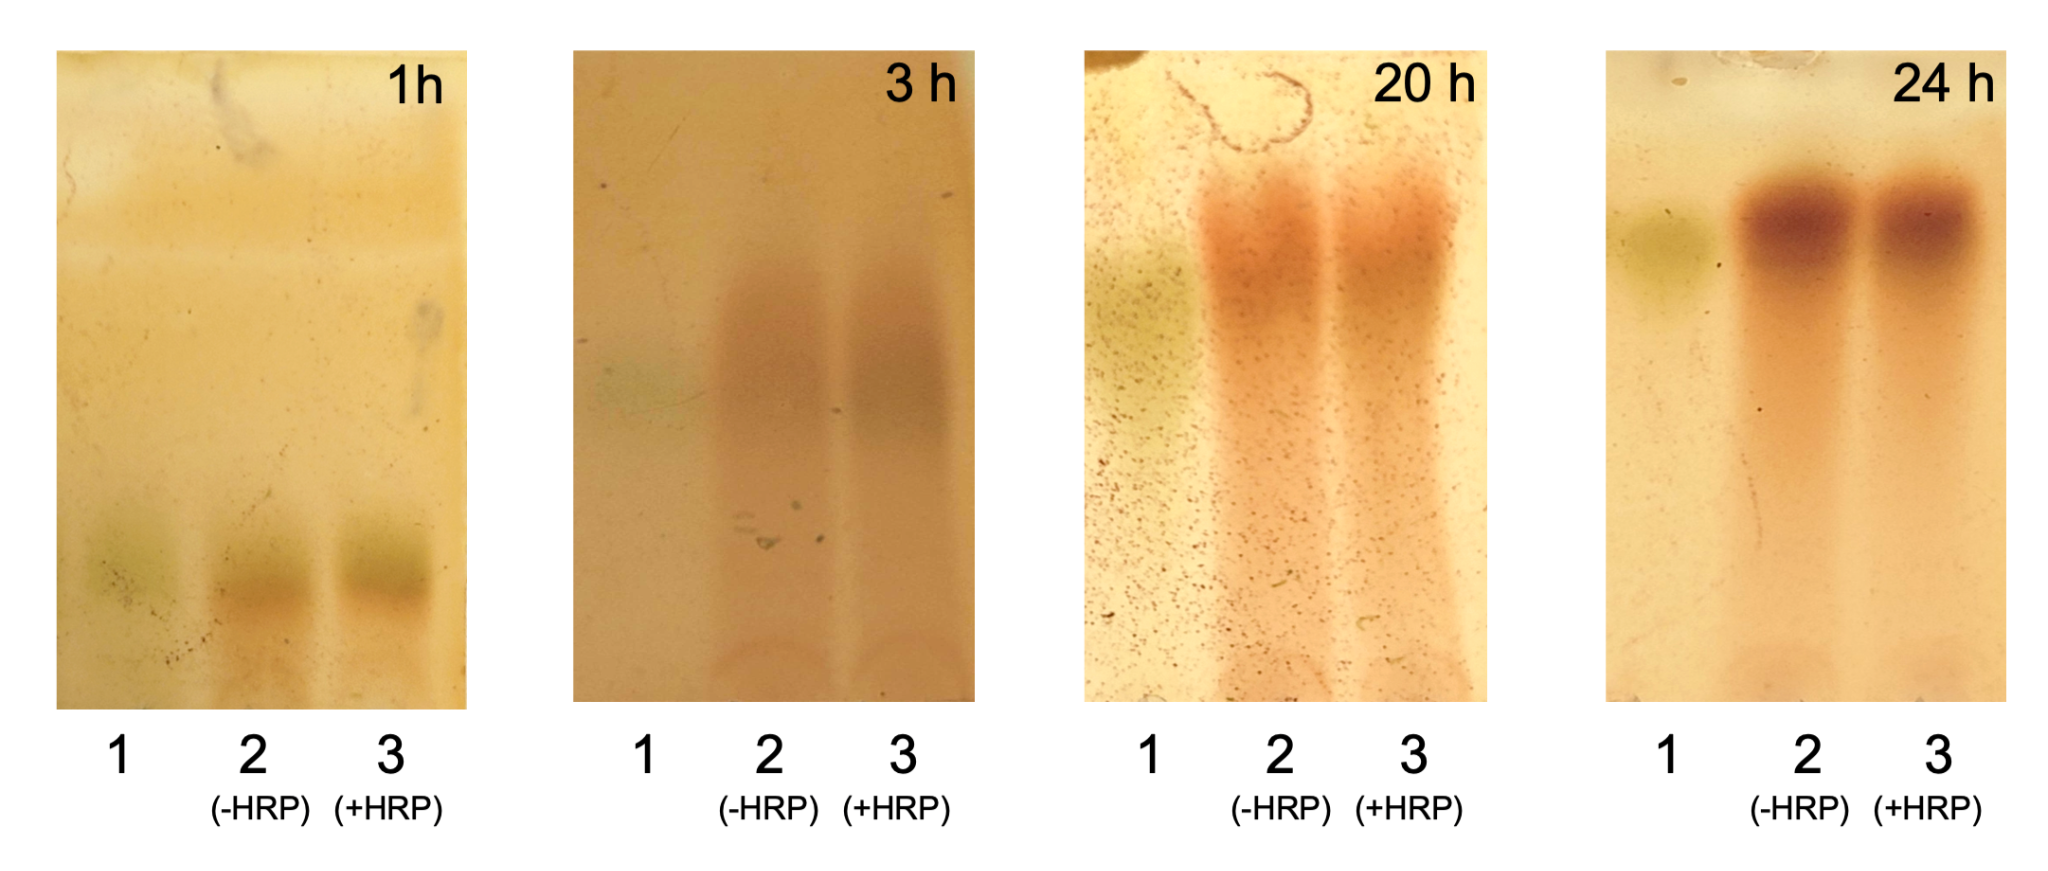 1h
3 h
20 h
24 h
1 2 3
(-HRP) (+HRP)
1 2 3
(-HRP) (+HRP)
1 2 3
(-HRP) (+HRP)
1 2 3
(-HRP) (+HRP)